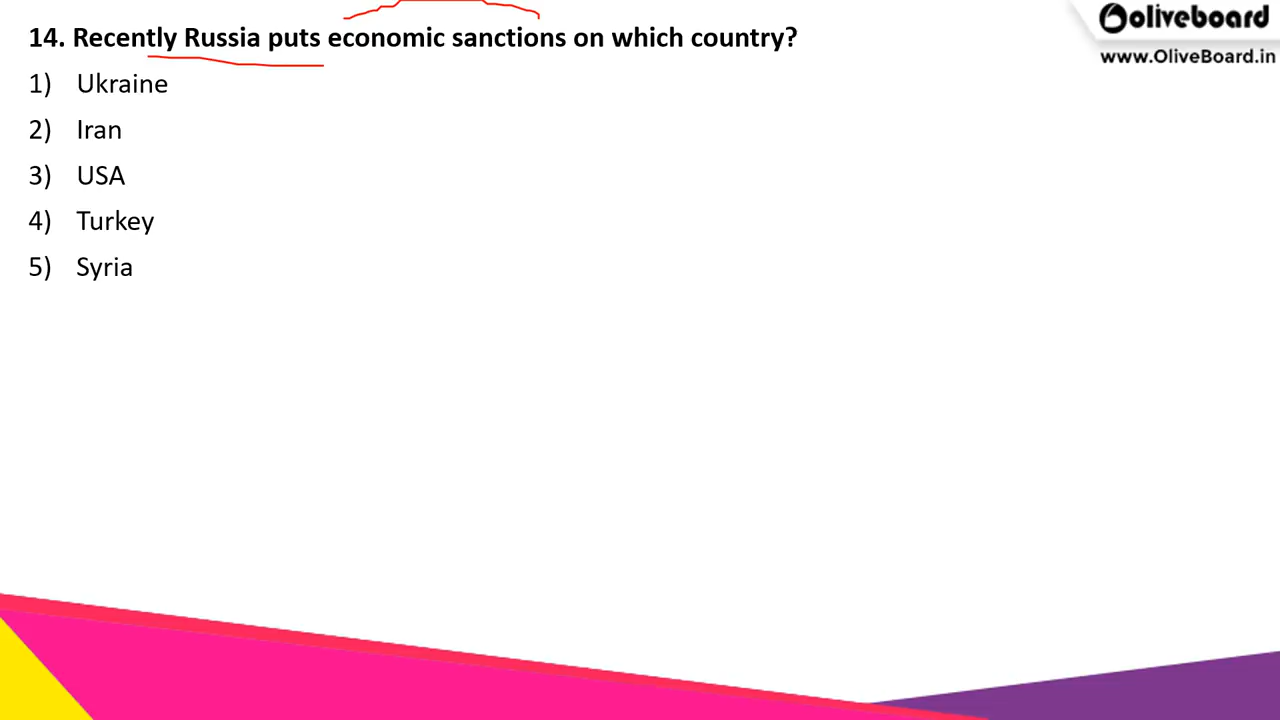 oliveboard
14. Recently Russia puts economic sanctions on which country?
www.OliveBoard.in
1) Ukraine
2) Iran
3) USA
4) Turkey
5) Syria